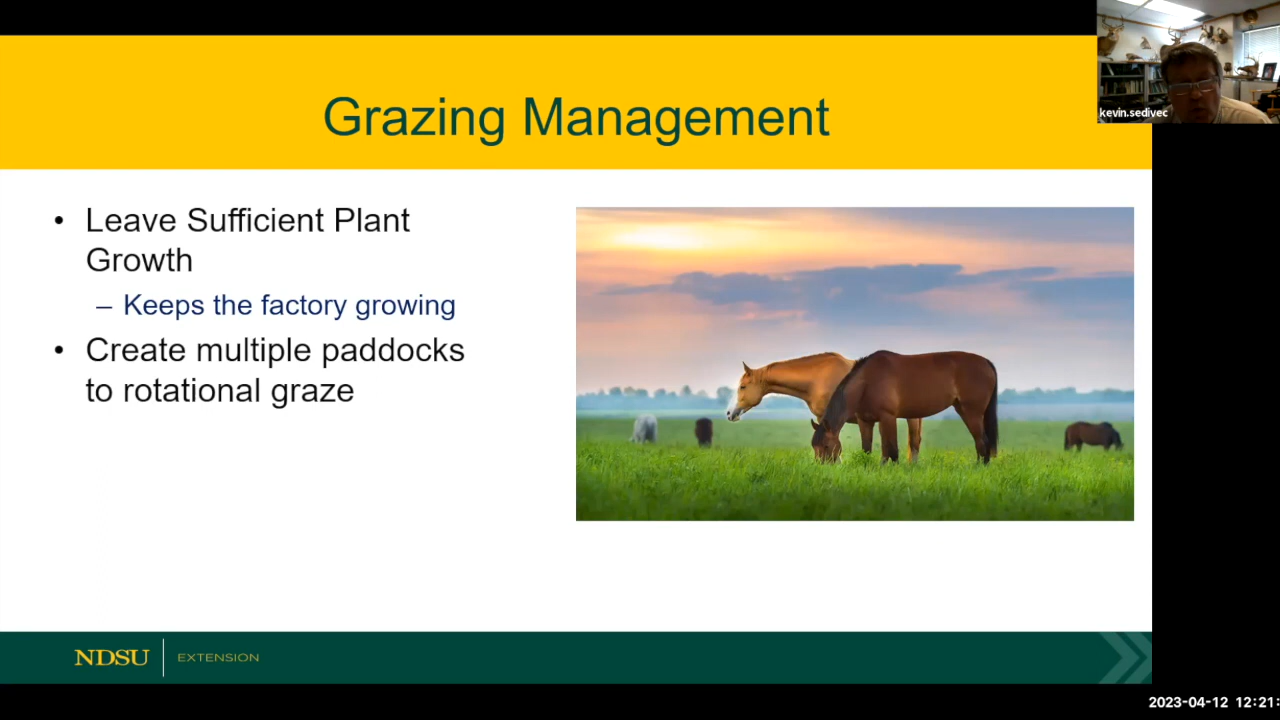 Grazing Management
kevin.sedivec
• Leave Sufficient Plant
Growth
– Keeps the factory growing
• Create multiple paddocks
to rotational graze
NDSU EXTENSION
2023-04-12 12:21: